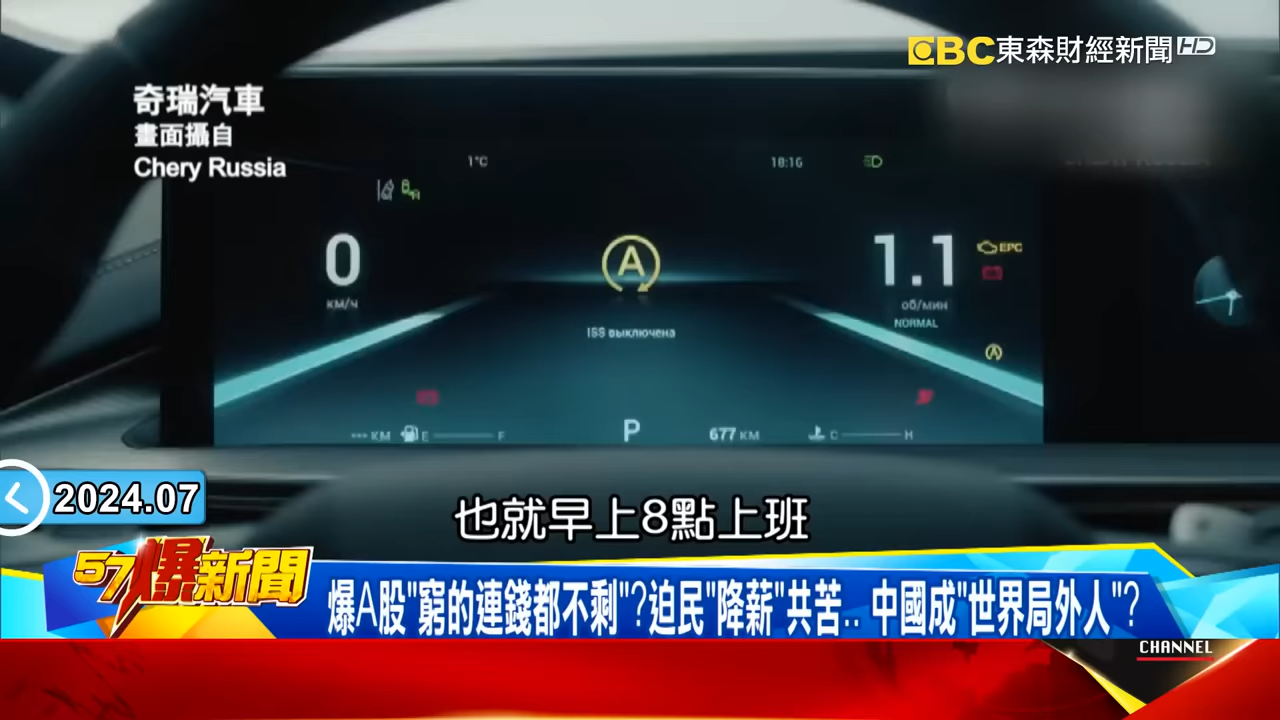 EBC東森財經新聞HD
奇瑞汽車
畫面攝自
Chery Russia
1°C
18:16
0
км/ч
A
1.1
EPC
об/мин
NORMAL
ISS выключена
A
--- KM
E
F
P
677 KM
C
H
2024.07
也就早上8點上班
57爆新聞
爆A股"窮的連錢都不剩"?迫民"降薪"共苦.. 中國成"世界局外人"?
CHANNEL